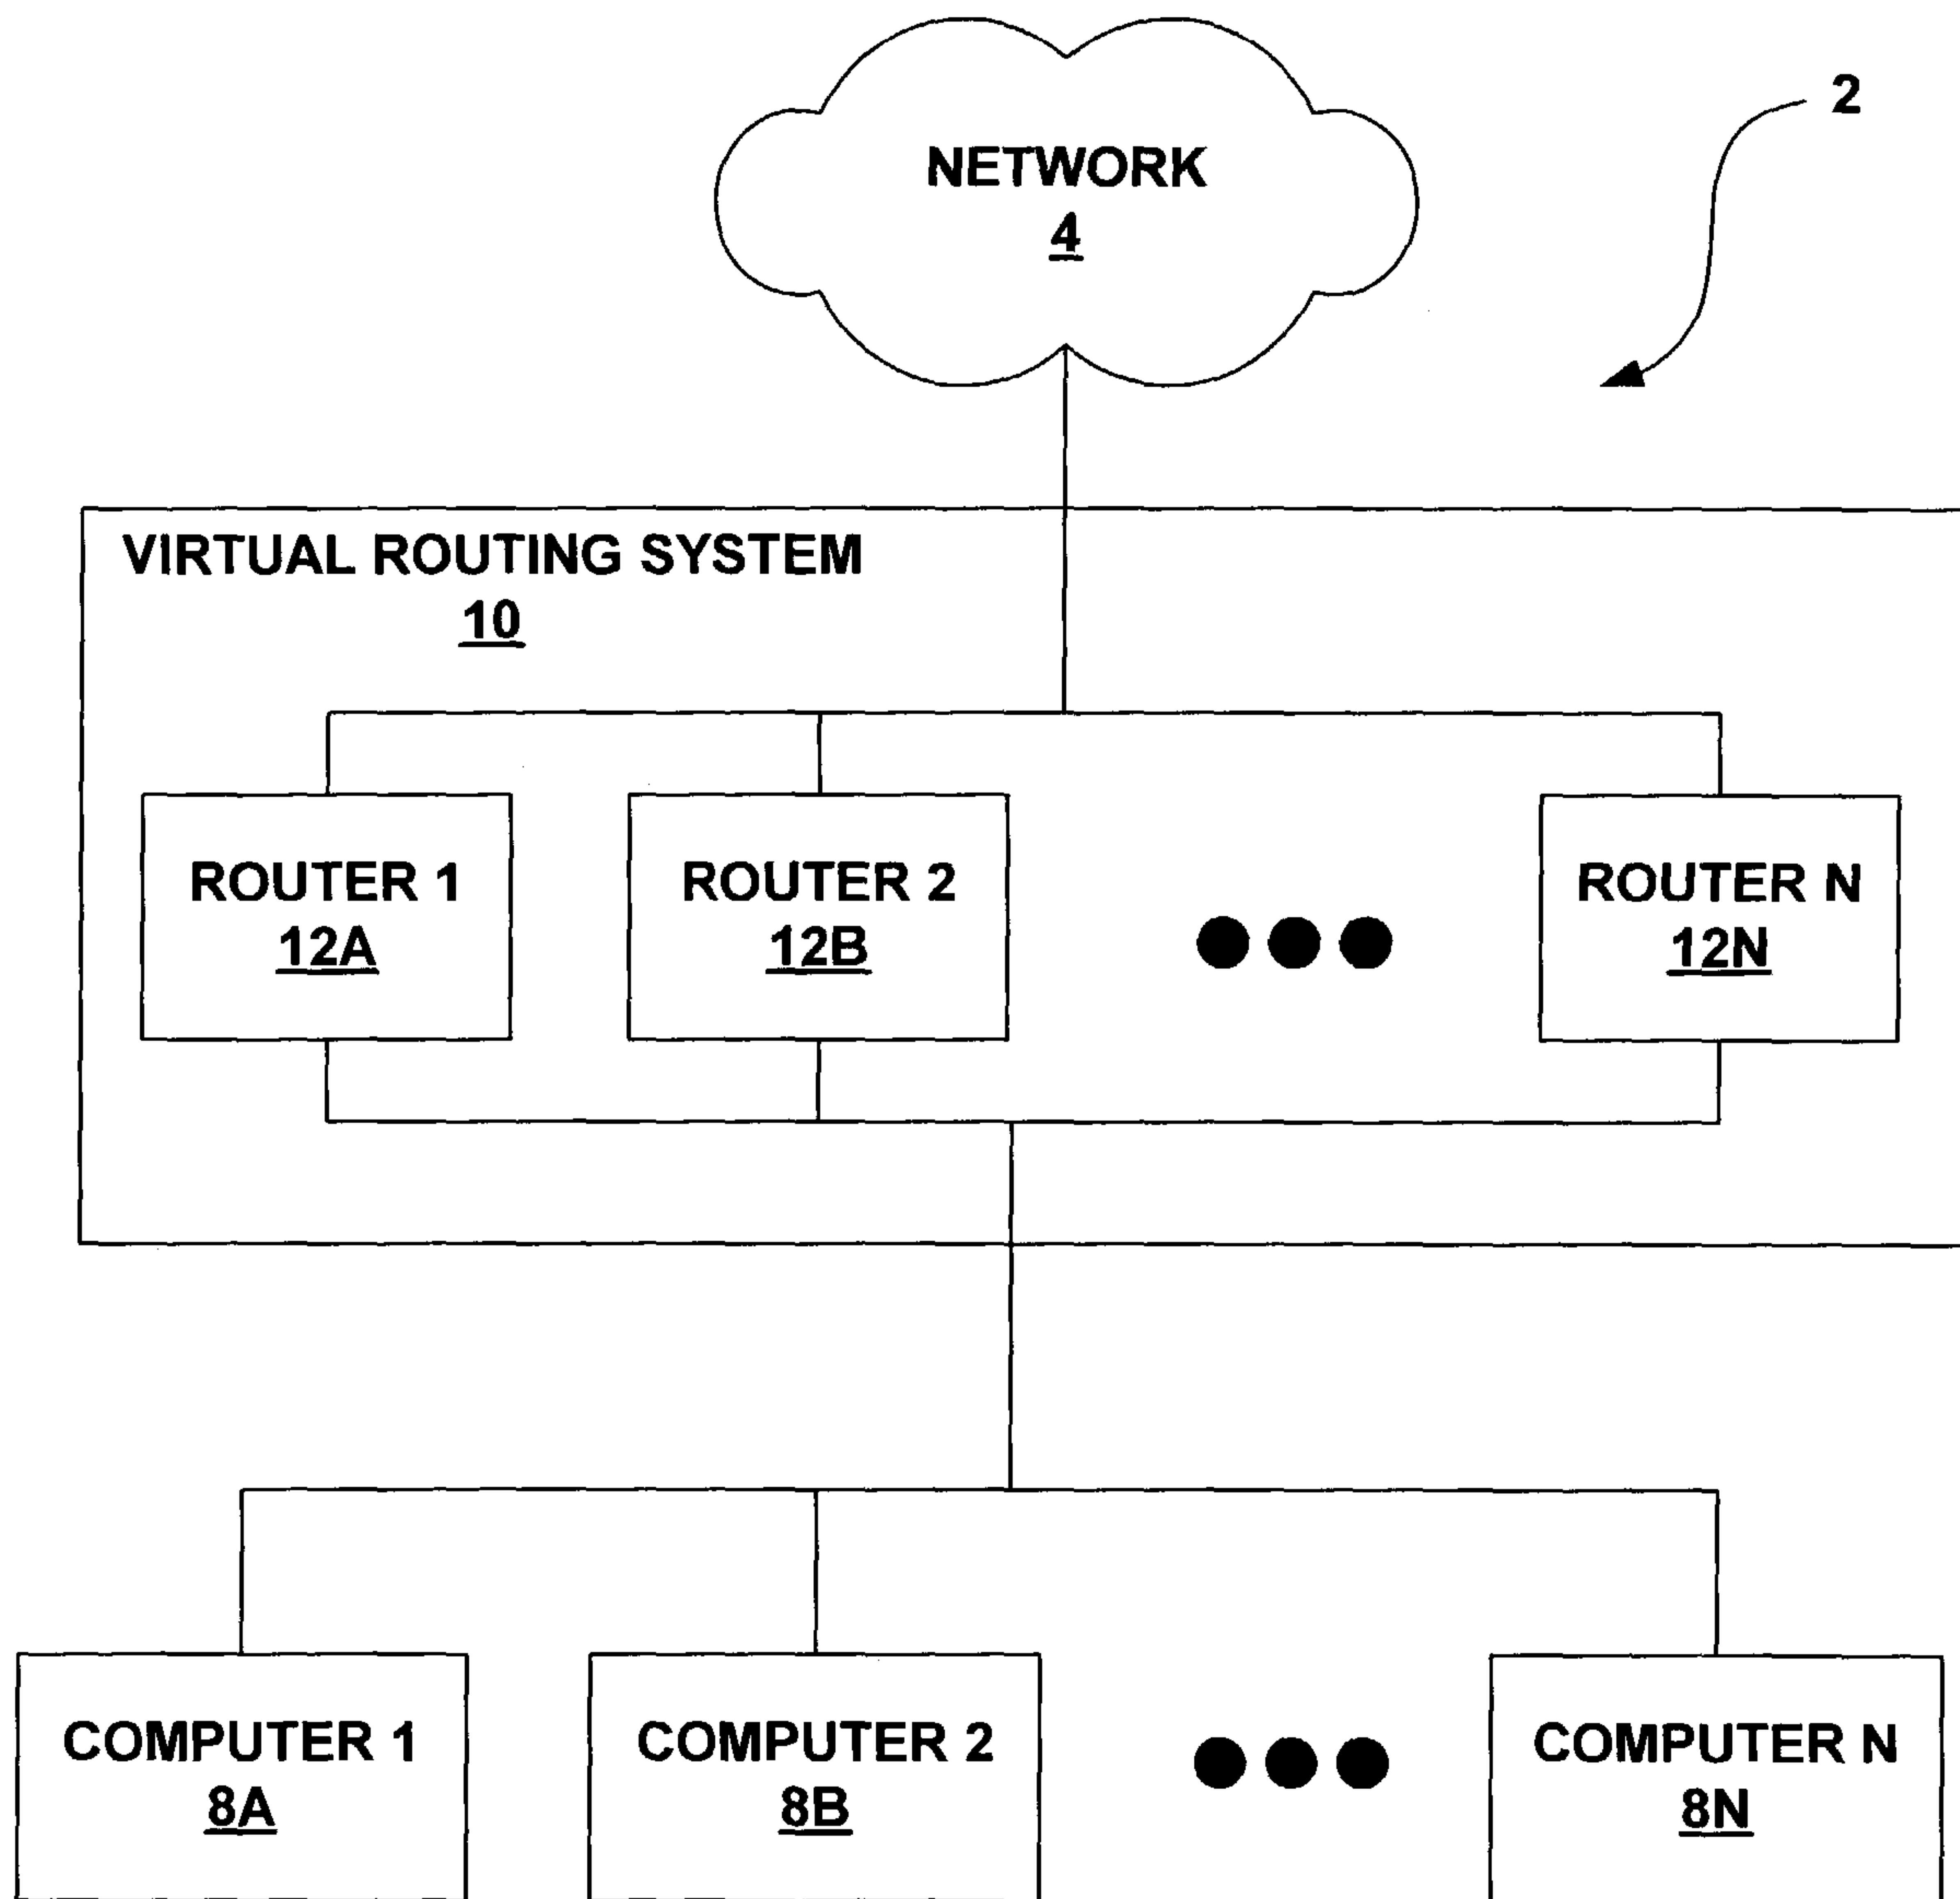 2
NETWORK
4
VIRTUAL ROUTING SYSTEM
10
ROUTER 1
12A
ROUTER 2
12B
ROUTER N
12N
COMPUTER 1
8A
COMPUTER 2
8B
COMPUTER N
8N